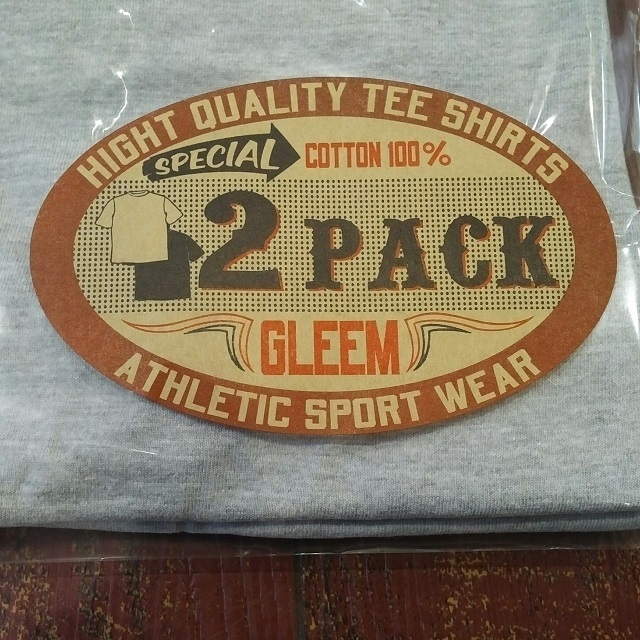 HIGHT QUALITY TEE SHIRTS
SPECIAL
COTTON 100%
2 PACK
GLEEM
ATHLETIC SPORT WEAR